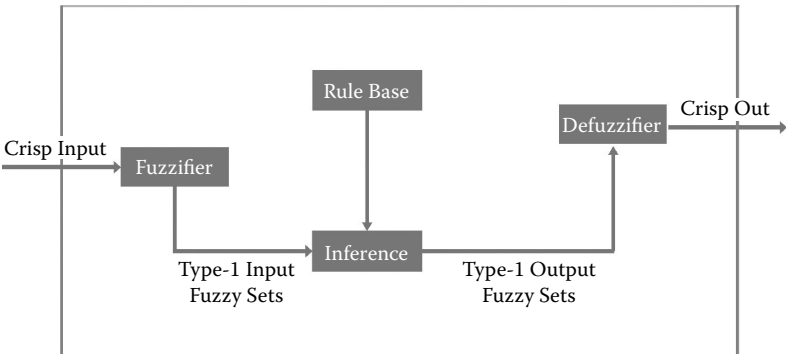 Rule Base
Crisp Out
Defuzzifier
Crisp Input
Fuzzifier
Inference
Type-1 Input
Fuzzy Sets
Type-1 Output
Fuzzy Sets